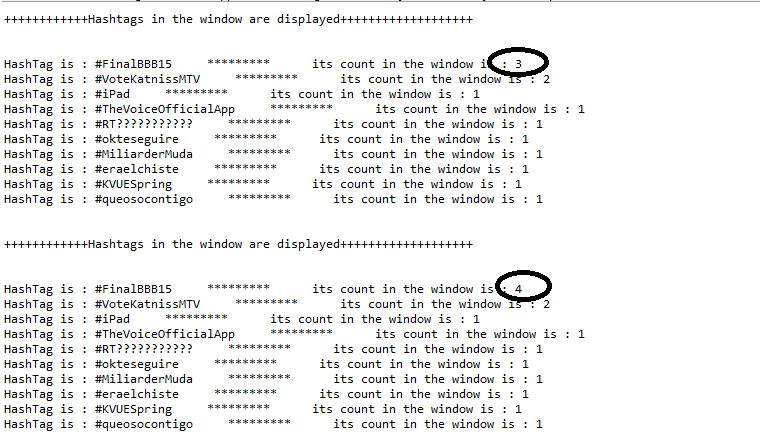 ++++++++++++Hashtags in the window are displayed+++++++++++++++++++
HashTag is : #FinalBBB15     *********      its count in the window is : 3
HashTag is : #VoteKatnissMTV     *********      its count in the window is : 2
HashTag is : #iPad     *********      its count in the window is : 1
HashTag is : #TheVoiceOfficialApp     *********      its count in the window is : 1
HashTag is : #RT???????????     *********      its count in the window is : 1
HashTag is : #okteseguire     *********      its count in the window is : 1
HashTag is : #MiliarderMuda     *********      its count in the window is : 1
HashTag is : #eraelchiste     *********      its count in the window is : 1
HashTag is : #KVUESpring     *********      its count in the window is : 1
HashTag is : #queosocontigo     *********      its count in the window is : 1
++++++++++++Hashtags in the window are displayed+++++++++++++++++++
HashTag is : #FinalBBB15     *********      its count in the window is : 4
HashTag is : #VoteKatnissMTV     *********      its count in the window is : 2
HashTag is : #iPad     *********      its count in the window is : 1
HashTag is : #TheVoiceOfficialApp     *********      its count in the window is : 1
HashTag is : #RT???????????     *********      its count in the window is : 1
HashTag is : #okteseguire     *********      its count in the window is : 1
HashTag is : #MiliarderMuda     *********      its count in the window is : 1
HashTag is : #eraelchiste     *********      its count in the window is : 1
HashTag is : #KVUESpring     *********      its count in the window is : 1
HashTag is : #queosocontigo     *********      its count in the window is : 1